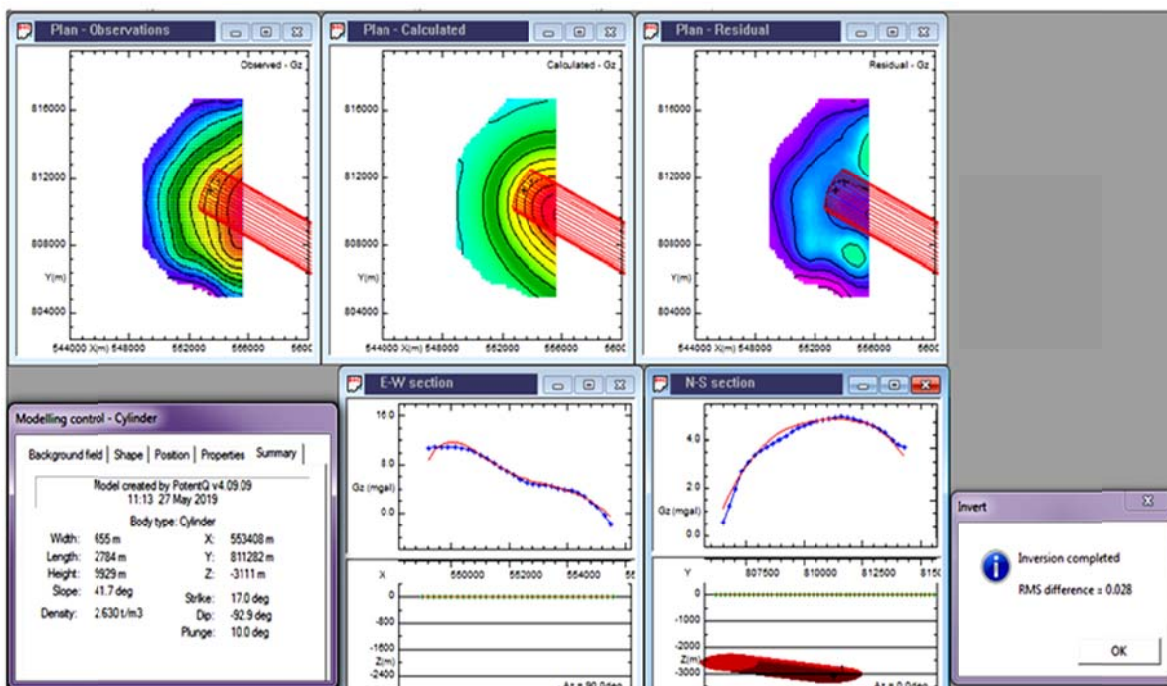 Plan - Observations
Observed - Gz
816000
812000
808000
Y(m)
804000
544000 X(m) 548000 552000 556000
Plan - Calculated
Calculated - Gz
816000
812000
808000
Y(m)
804000
544000 X(m) 548000 552000 556000
Plan - Residual
Residual - Gz
816000
812000
808000
Y(m)
804000
544000 X(m) 548000 552000 556000
Modelling control - Cylinder
Background field Shape Position Properties Summary
Model created by PotentQ v4.09.09
11:13 27 May 2019
Body type: Cylinder
Width: 655 m X: 553408 m
Length: 2784 m Y: 811282 m
Height: 9929 m Z: -3111 m
Slope: 41.7 deg Strike: 17.0 deg
Density: 2.630 t/m3 Dip: -92.9 deg
Plunge: 10.0 deg
E-W section
16.0
8.0
Gz (mgal)
0.0
X 550000 552000 554000
0
-800
-1600
Z(m)
-2400
N-S section
4.0
2.0
Gz (mgal)
0.0
Y 807500 810000 812500
0
-1000
-2000
Z(m)
-3000
Invert
Inversion completed
RMS difference = 0.028
OK